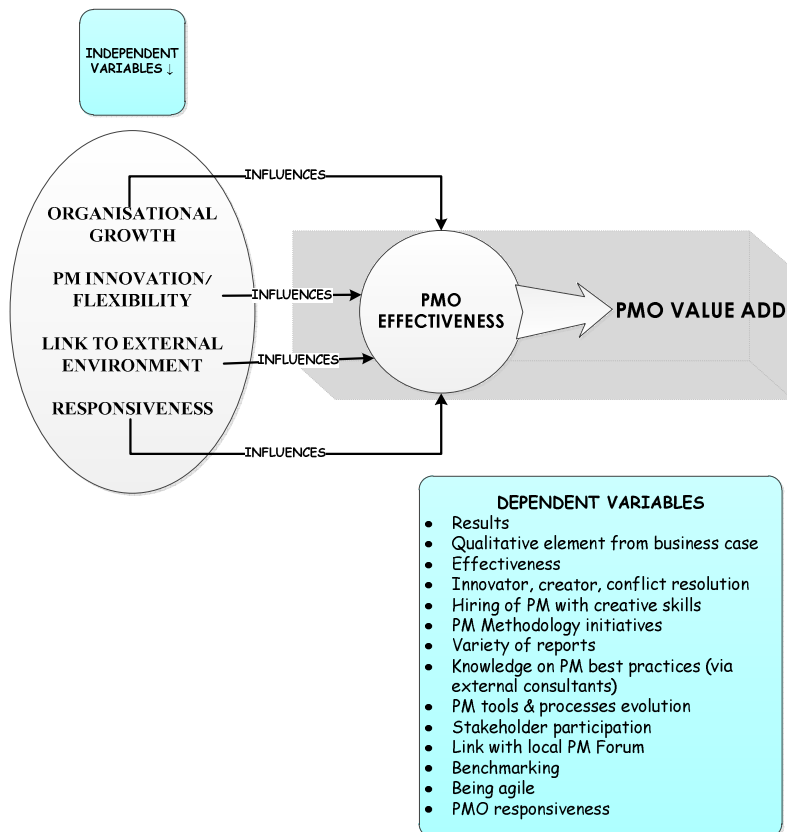 INDEPENDENT
VARIABLES ↓
INFLUENCES
ORGANISATIONAL
GROWTH
PM INNOVATION/
FLEXIBILITY
INFLUENCES
LINK TO EXTERNAL
ENVIRONMENT
INFLUENCES
RESPONSIVENESS
INFLUENCES
PMO
EFFECTIVENESS
PMO VALUE ADD
DEPENDENT VARIABLES
• Results
• Qualitative element from business case
• Effectiveness
• Innovator, creator, conflict resolution
• Hiring of PM with creative skills
• PM Methodology initiatives
• Variety of reports
• Knowledge on PM best practices (via
external consultants)
• PM tools & processes evolution
• Stakeholder participation
• Link with local PM Forum
• Benchmarking
• Being agile
• PMO responsiveness